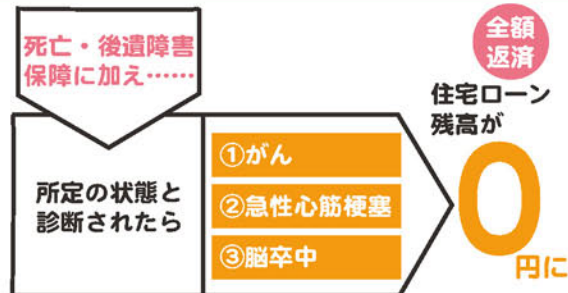 死亡・後遺障害
保障に加え……
所定の状態と
診断されたら
①がん
②急性心筋梗塞
③脳卒中
全額
返済
住宅ローン
残高が
0
円に